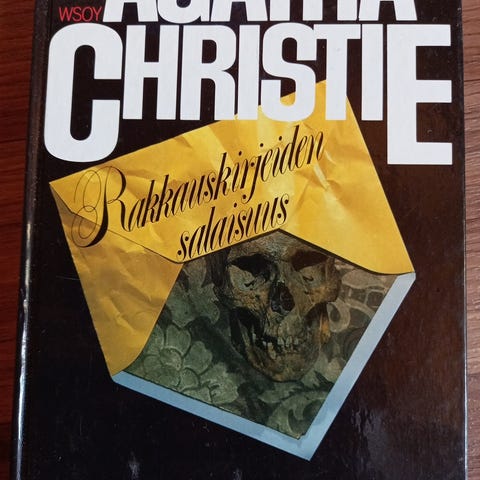 WSOY
AGATHA
CHRISTIE
Rakkauskirjeiden
salaisuus